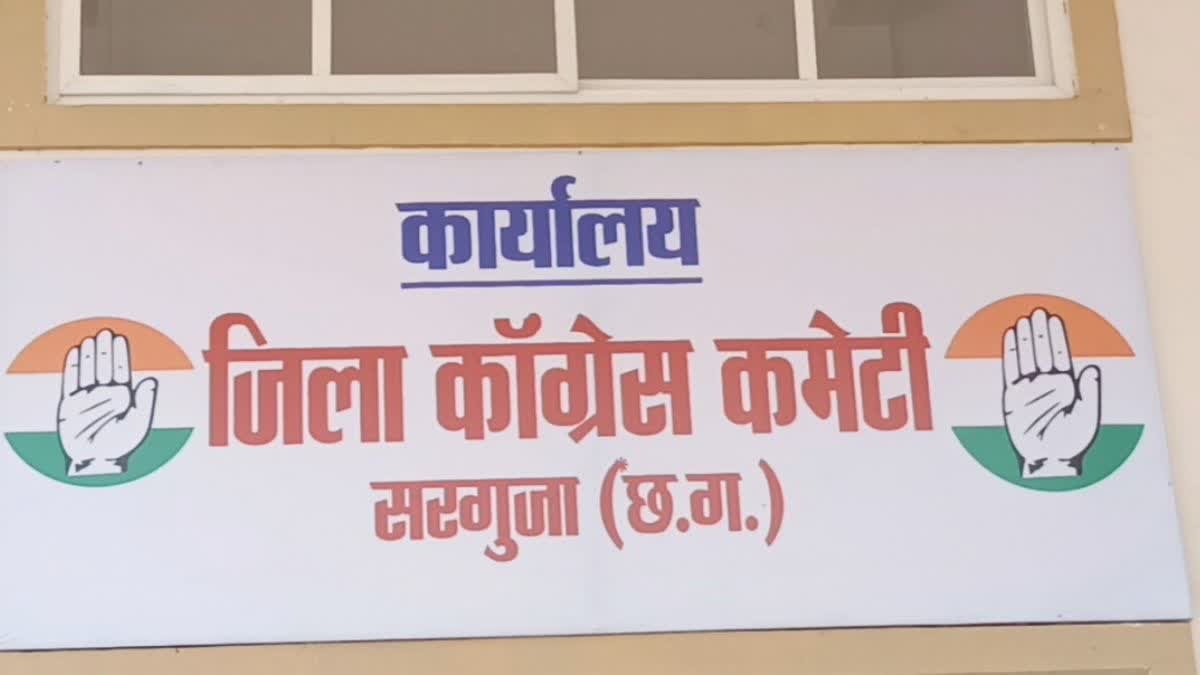 कार्यालय
जिला कॉंग्रेस कमेटी
सरगुजा (छ.ग.)